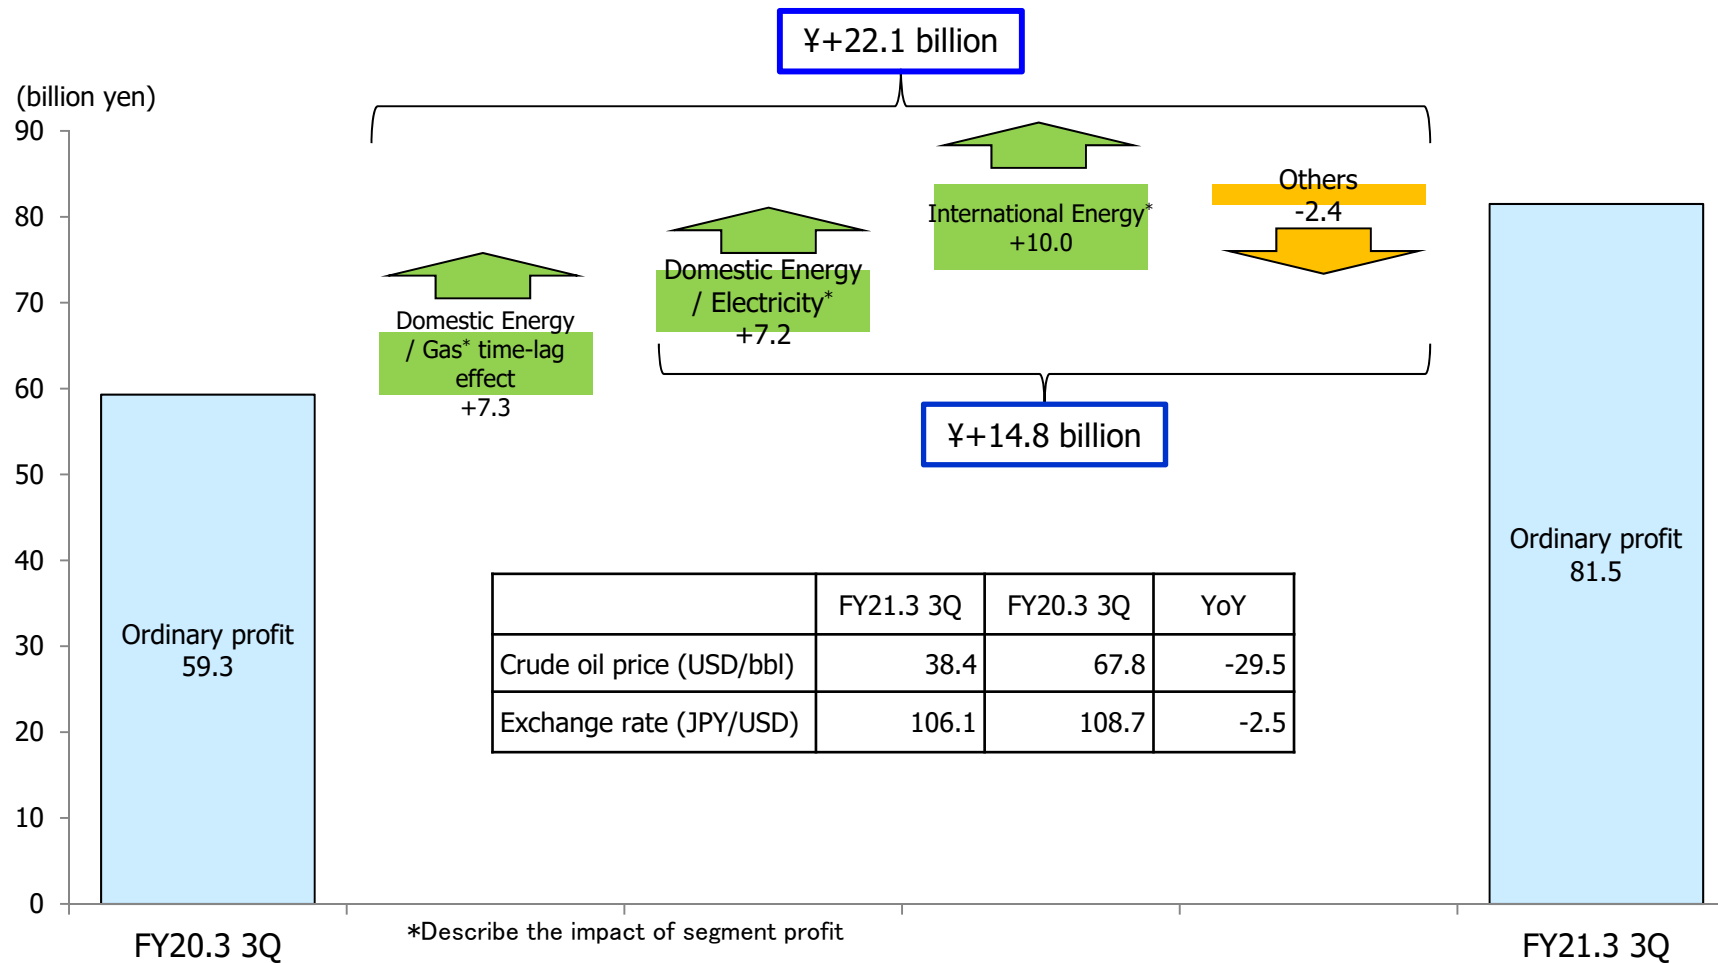 ¥+22.1 billion
(billion yen)
90
80
70
60
50
40
30
20
10
0
Domestic Energy
/ Gas* time-lag
effect
+7.3
Domestic Energy
/ Electricity*
+7.2
International Energy*
+10.0
Others
-2.4
¥+14.8 billion
Ordinary profit
59.3
Ordinary profit
81.5
FY21.3 3Q FY20.3 3Q YoY
Crude oil price (USD/bbl) 38.4 67.8 -29.5
Exchange rate (JPY/USD) 106.1 108.7 -2.5
FY20.3 3Q
*Describe the impact of segment profit
FY21.3 3Q